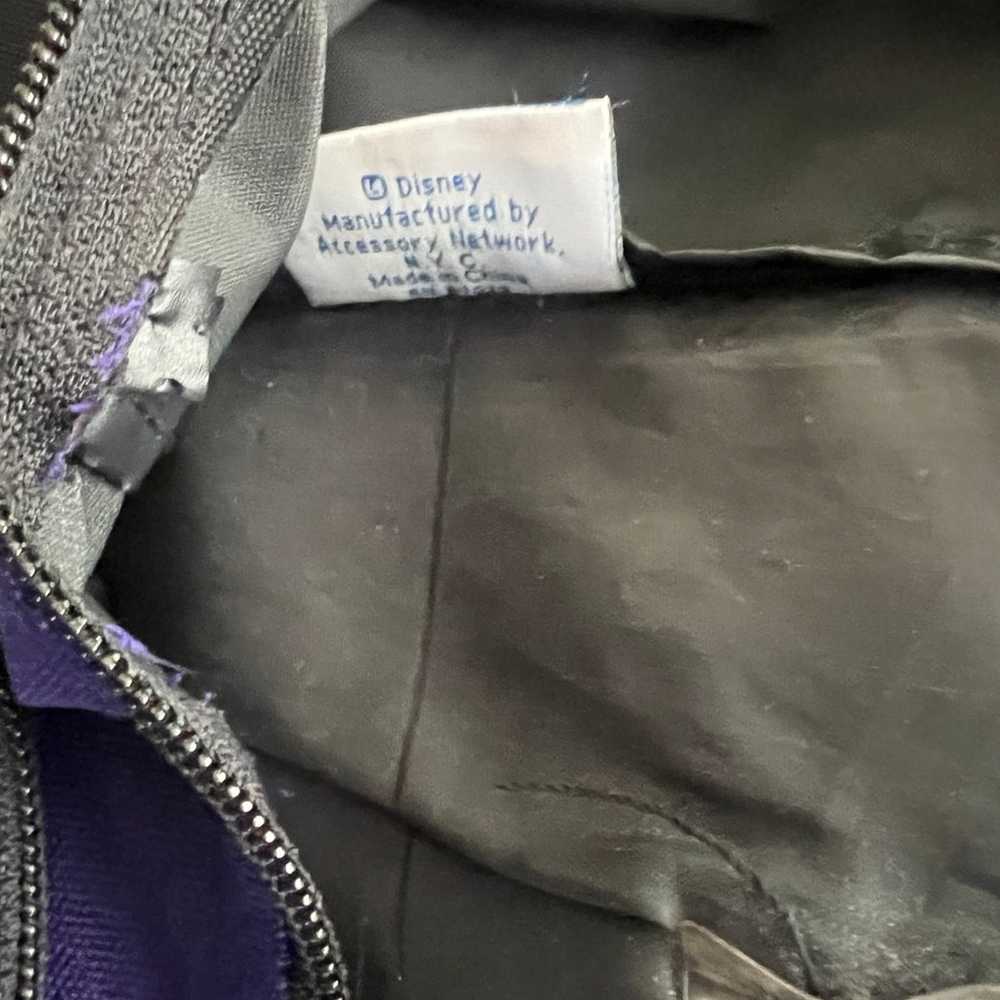 © Disney
Manufactured by
Accessory Network,
N Y C
Made in China